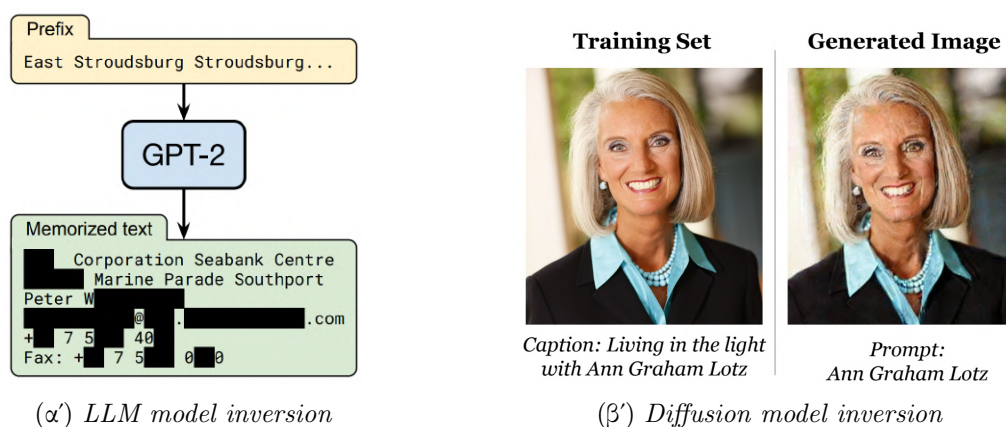 Prefix
East Stroudsburg Stroudsburg...
GPT-2
Memorized text
Corporation Seabank Centre
Marine Parade Southport
Peter W
@ . .com
+ 7 5 40
Fax: + 7 5 0 0
(α′) LLM model inversion
Training Set
Generated Image
Caption: Living in the light
with Ann Graham Lotz
Prompt:
Ann Graham Lotz
(β′) Diffusion model inversion